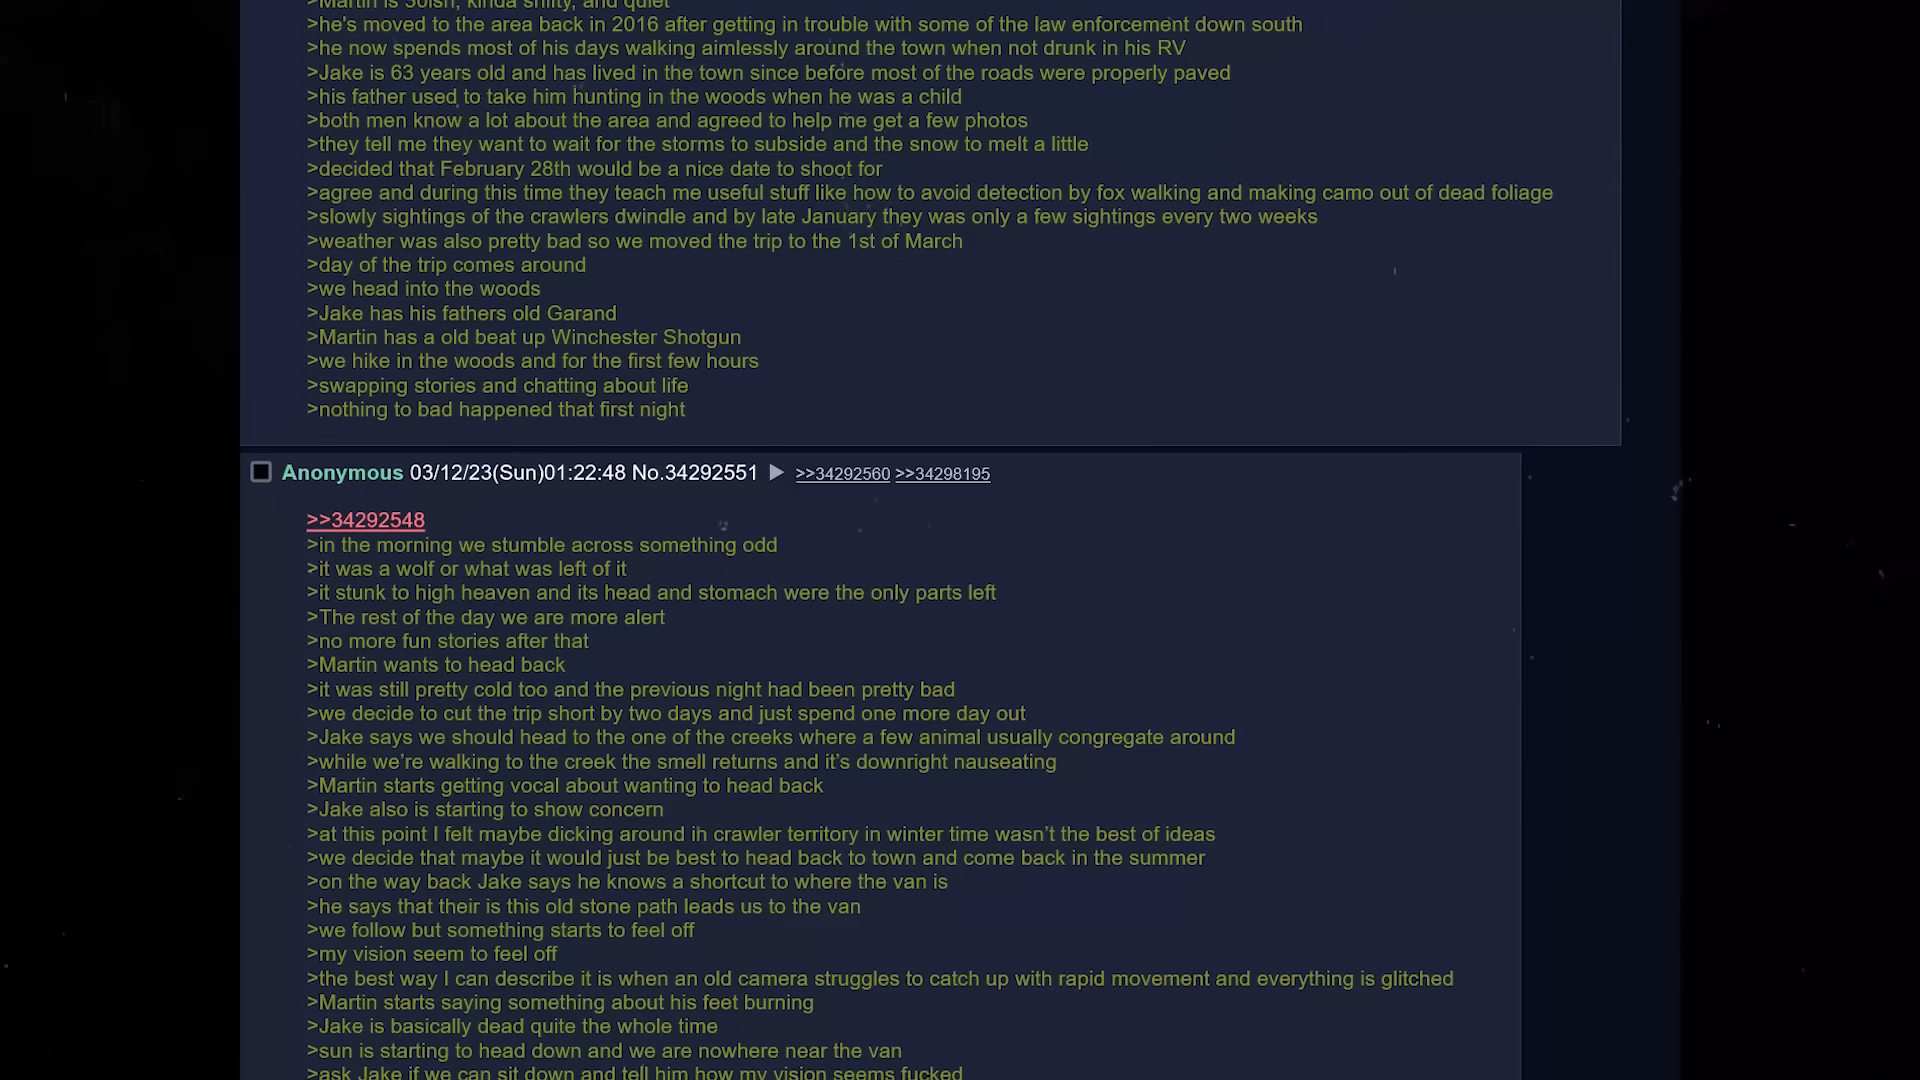 >Martin is 30ish, kinda shifty, and quiet
>he's moved to the area back in 2016 after getting in trouble with some of the law enforcement down south
>he now spends most of his days walking aimlessly around the town when not drunk in his RV
>Jake is 63 years old and has lived in the town since before most of the roads were properly paved
>his father used to take him hunting in the woods when he was a child
>both men know a lot about the area and agreed to help me get a few photos
>they tell me they want to wait for the storms to subside and the snow to melt a little
>decided that February 28th would be a nice date to shoot for
>agree and during this time they teach me useful stuff like how to avoid detection by fox walking and making camo out of dead foliage
>slowly sightings of the crawlers dwindle and by late January they was only a few sightings every two weeks
>weather was also pretty bad so we moved the trip to the 1st of March
>day of the trip comes around
>we head into the woods
>Jake has his fathers old Garand
>Martin has a old beat up Winchester Shotgun
>we hike in the woods and for the first few hours
>swapping stories and chatting about life
>nothing to bad happened that first night
Anonymous 03/12/23(Sun)01:22:48 No.34292551 ▶ >>34292560 >>34298195
>>34292548
>in the morning we stumble across something odd
>it was a wolf or what was left of it
>it stunk to high heaven and its head and stomach were the only parts left
>The rest of the day we are more alert
>no more fun stories after that
>Martin wants to head back
>it was still pretty cold too and the previous night had been pretty bad
>we decide to cut the trip short by two days and just spend one more day out
>Jake says we should head to the one of the creeks where a few animal usually congregate around
>while we're walking to the creek the smell returns and it's downright nauseating
>Martin starts getting vocal about wanting to head back
>Jake also is starting to show concern
>at this point I felt maybe dicking around in crawler territory in winter time wasn't the best of ideas
>we decide that maybe it would just be best to head back to town and come back in the summer
>on the way back Jake says he knows a shortcut to where the van is
>he says that their is this old stone path leads us to the van
>we follow but something starts to feel off
>my vision seem to feel off
>the best way I can describe it is when an old camera struggles to catch up with rapid movement and everything is glitched
>Martin starts saying something about his feet burning
>Jake is basically dead quite the whole time
>sun is starting to head down and we are nowhere near the van
>ask Jake if we can sit down and tell him how my vision seems fucked